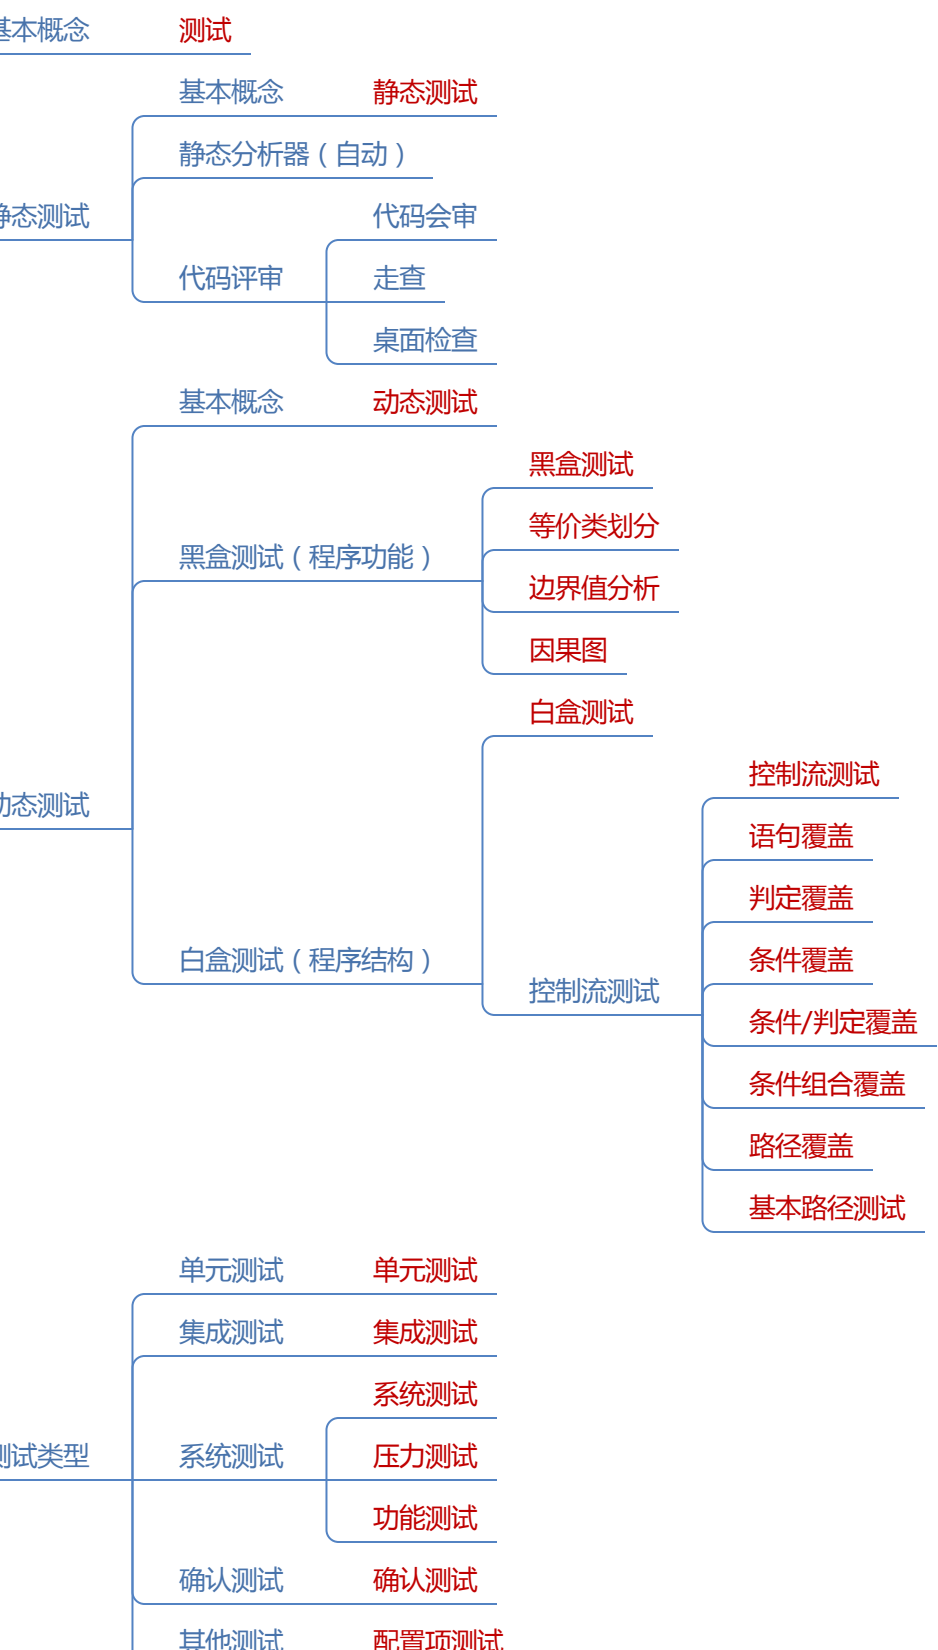 基本概念 测试
基本概念 静态测试
静态分析器（自动）
静态测试 代码会审
代码评审 走查
桌面检查
基本概念 动态测试
黑盒测试
等价类划分
黑盒测试（程序功能）
边界值分析
因果图
白盒测试
控制流测试
动态测试
语句覆盖
判定覆盖
白盒测试（程序结构） 条件覆盖
控制流测试
条件/判定覆盖
条件组合覆盖
路径覆盖
基本路径测试
单元测试 单元测试
集成测试 集成测试
系统测试
测试类型 系统测试 压力测试
功能测试
确认测试 确认测试
其他测试 配置项测试